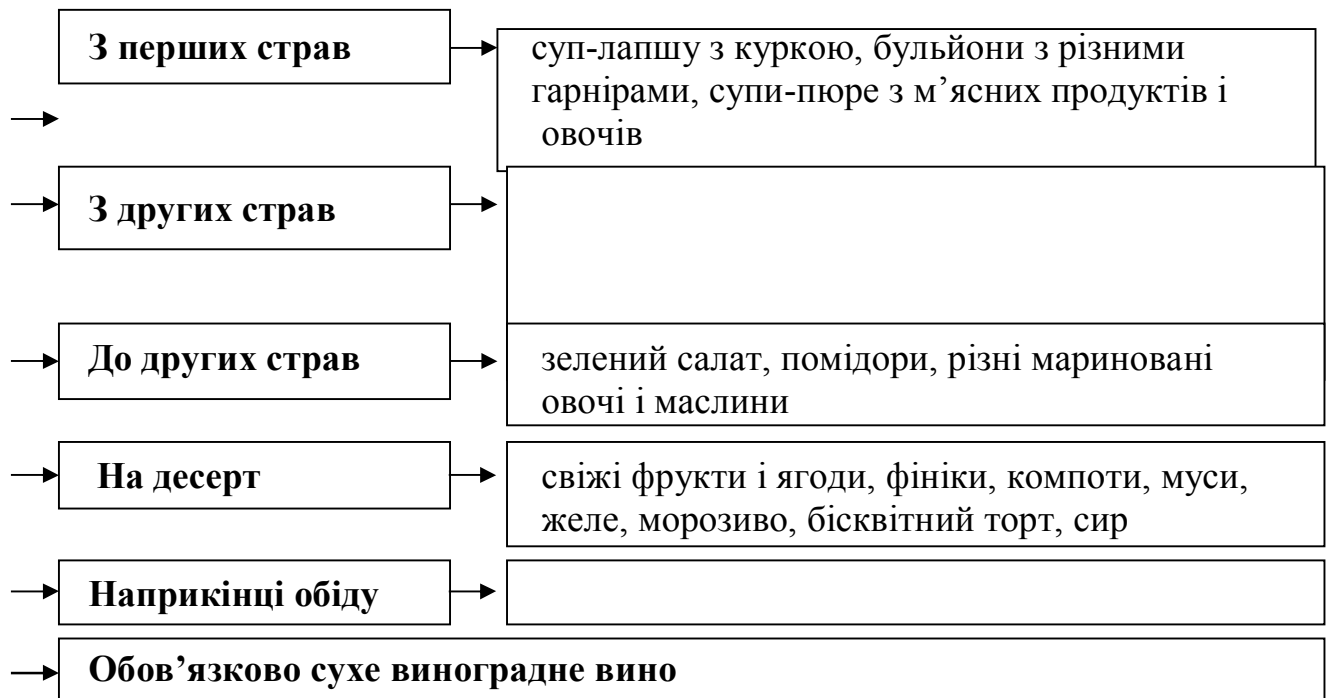 З перших страв
суп-лапшу з куркою, бульйони з різними
гарнірами, супи-пюре з м’ясних продуктів і
овочів
З других страв
До других страв
зелений салат, помідори, різні мариновані
овочі і маслини
На десерт
свіжі фрукти і ягоди, фініки, компоти, муси,
желе, морозиво, бісквітний торт, сир
Наприкінці обіду
Обов’язково сухе виноградне вино